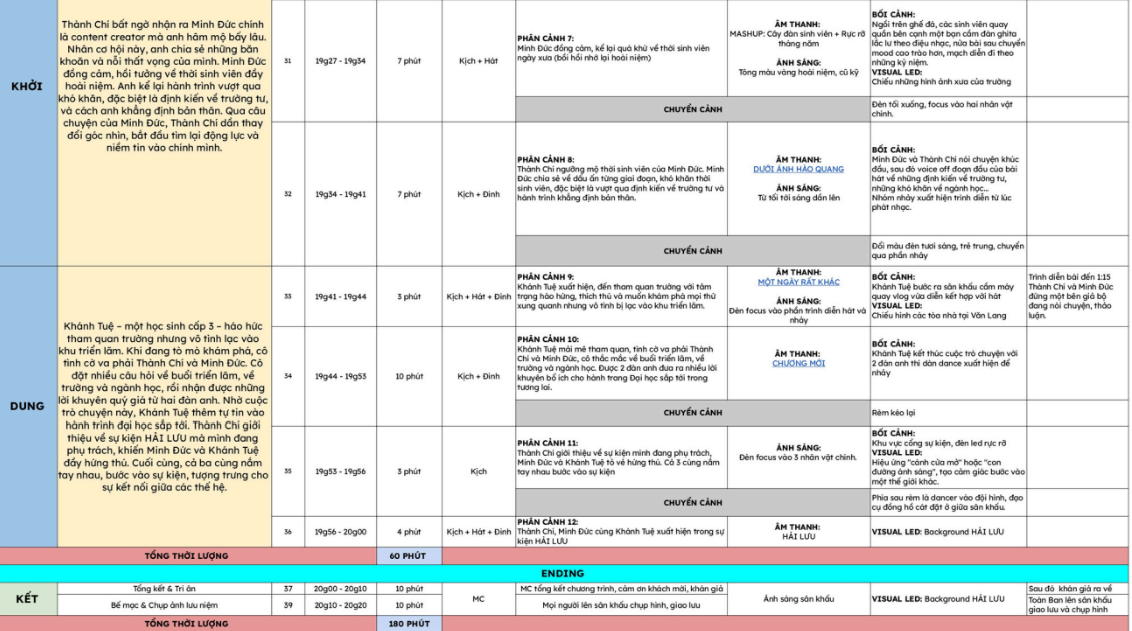 KHỞI
Thành Chí bất ngờ nhận ra Minh Đức chính
là content creator mà anh hâm mộ bấy lâu.
Nhân cơ hội này, anh chia sẻ những băn
khoăn và nỗi thất vọng của mình. Minh Đức
đồng cảm, hồi tưởng về thời sinh viên đầy
hoài niệm. Anh kể lại hành trình vượt qua
khó khăn, đặc biệt là định kiến về trường tư,
và cách anh khẳng định bản thân. Qua câu
chuyện của Minh Đức, Thành Chí dần thay
đổi góc nhìn, bắt đầu tìm lại động lực và
niềm tin vào chính mình.
31
19g27 - 19g34
7 phút
Kịch + Hát
PHÂN CẢNH 7:
Minh Đức đồng cảm, kể lại quá khứ về thời sinh viên
ngày xưa (bồi hồi nhớ lại hoài niệm)
ÂM THANH:
MASHUP: Cây đàn sinh viên + Rực rỡ
tháng năm
ÁNH SÁNG:
Tông màu vàng hoài niệm, cũ kỹ
BỐI CẢNH:
Ngồi trên ghế đá, các sinh viên quay
quần bên cạnh một bạn cầm đàn ghita
lắc lư theo điệu nhạc, nửa bài sau chuyển
mood cao trào hơn, mạch diễn đi theo
những kỷ niệm.
VISUAL LED:
Chiếu những hình ảnh xưa của trường
CHUYỂN CẢNH
Đèn tối xuống, focus vào hai nhân vật
chính.
32
19g34 - 19g41
7 phút
Kịch + Đình
PHÂN CẢNH 8:
Thành Chí ngưỡng mộ thời sinh viên của Minh Đức. Minh
Đức chia sẻ về dấu ấn từng giai đoạn, khó khăn thời
sinh viên, đặc biệt là vượt qua định kiến về trường tư và
hành trình khẳng định bản thân.
ÂM THANH:
DƯỚI ÁNH HÀO QUANG
ÁNH SÁNG:
Từ tối tới sáng dần lên
BỐI CẢNH:
Minh Đức và Thành Chí nói chuyện khúc
đầu, sau đó voice off đoạn đầu của bài
hát về những định kiến về trường tư,
những khó khăn về ngành học...
Nhóm nhảy xuất hiện trình diễn từ lúc
phát nhạc.
CHUYỂN CẢNH
Đổi màu đèn tươi sáng, trẻ trung, chuyển
qua phần nhảy
DUNG
Khánh Tuệ – một học sinh cấp 3 – háo hức
tham quan trường nhưng vô tình lạc vào
khu triển lãm. Khi đang tò mò khám phá, cô
tình cờ va phải Thành Chí và Minh Đức. Cô
đặt nhiều câu hỏi về buổi triển lãm, về
trường và ngành học, rồi nhận được những
lời khuyên quý giá từ hai đàn anh. Nhờ cuộc
trò chuyện này, Khánh Tuệ thêm tự tin vào
hành trình đại học sắp tới. Thành Chí giới
thiệu về sự kiện HẢI LƯU mà mình đang
phụ trách, khiến Minh Đức và Khánh Tuệ
đầy hứng thú. Cuối cùng, cả ba cùng nắm
tay nhau, bước vào sự kiện, tượng trưng cho
sự kết nối giữa các thế hệ.
33
19g41 - 19g44
3 phút
Kịch + Hát + Đình
PHÂN CẢNH 9:
Khánh Tuệ xuất hiện, đến tham quan trường với tâm
trạng hào hứng, thích thú và muốn khám phá mọi thứ
xung quanh nhưng vô tình bị lạc vào khu triển lãm.
ÂM THANH:
MỘT NGÀY RẤT KHÁC
ÁNH SÁNG:
Đèn focus vào phần trình diễn hát và
nhảy
BỐI CẢNH:
Khánh Tuệ bước ra sân khấu cầm máy
quay vlog vừa diễn kết hợp với hát
VISUAL LED:
Chiếu hình các tòa nhà tại Văn Lang
Trình diễn bài đến 1:15
Thành Chí và Minh Đức
đứng một bên giả bộ
đang nói chuyện, thảo
luận.
34
19g44 - 19g53
10 phút
Kịch + Đình
PHÂN CẢNH 10:
Khánh Tuệ mải mê tham quan, tình cờ va phải Thành
Chí và Minh Đức, cô thắc mắc về buổi triển lãm, về
trường và ngành học. Được 2 đàn anh đưa ra nhiều lời
khuyên bổ ích cho hành trang Đại học sắp tới trong
tương lai.
ÂM THANH:
CHƯƠNG MỚI
BỐI CẢNH:
Khánh Tuệ kết thúc cuộc trò chuyện với
2 đàn anh thì dàn dance xuất hiện để
nhảy
CHUYỂN CẢNH
Rèm kéo lại
35
19g53 - 19g56
3 phút
Kịch
PHÂN CẢNH 11:
Thành Chí giới thiệu về sự kiện mình đang phụ trách,
Minh Đức và Khánh Tuệ tỏ vẻ hứng thú. Cả 3 cùng nắm
tay nhau bước vào sự kiện
ÁNH SÁNG:
Đèn focus vào 3 nhân vật chính.
BỐI CẢNH:
Khu vực cổng sự kiện, đèn led rực rỡ
VISUAL LED:
Hiệu ứng "cánh cửa mở" hoặc "con
đường ánh sáng", tạo cảm giác bước vào
một thế giới khác.
CHUYỂN CẢNH
Phía sau rèm là dancer vào đội hình, đạo
cụ đồng hồ cát đặt ở giữa sân khấu.
36
19g56 - 20g00
4 phút
Kịch + Hát + Đình
PHÂN CẢNH 12:
Thành Chí, Minh Đức cùng Khánh Tuệ xuất hiện trong sự
kiện HẢI LƯU
ÂM THANH:
HẢI LƯU
VISUAL LED: Background HẢI LƯU
TỔNG THỜI LƯỢNG
60 PHÚT
ENDING
KẾT
Tổng kết & Tri ân
37
20g00 - 20g10
10 phút
MC
MC tổng kết chương trình, cảm ơn khách mời, khán giả
Ánh sáng sân khấu
VISUAL LED: Background HẢI LƯU
Sau đó khán giả ra về
Bế mạc & Chụp ảnh lưu niệm
39
20g10 - 20g20
10 phút
Mọi người lên sân khấu chụp hình, giao lưu
Toàn Ban lên sân khấu
giao lưu và chụp hình
TỔNG THỜI LƯỢNG
180 PHÚT